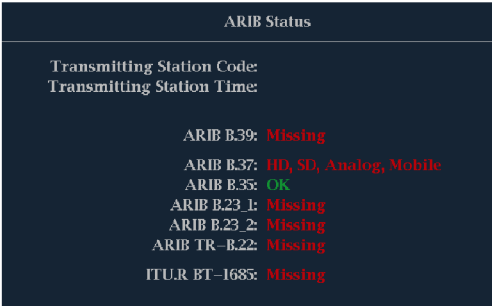 ARIB Status
Transmitting Station Code:
Transmitting Station Time:
ARIB B.39: Missing
ARIB B.37: HD, SD, Analog, Mobile
ARIB B.35: OK
ARIB B.23_1: Missing
ARIB B.23_2: Missing
ARIB TR-B.22: Missing
ITU.R BT-1685: Missing